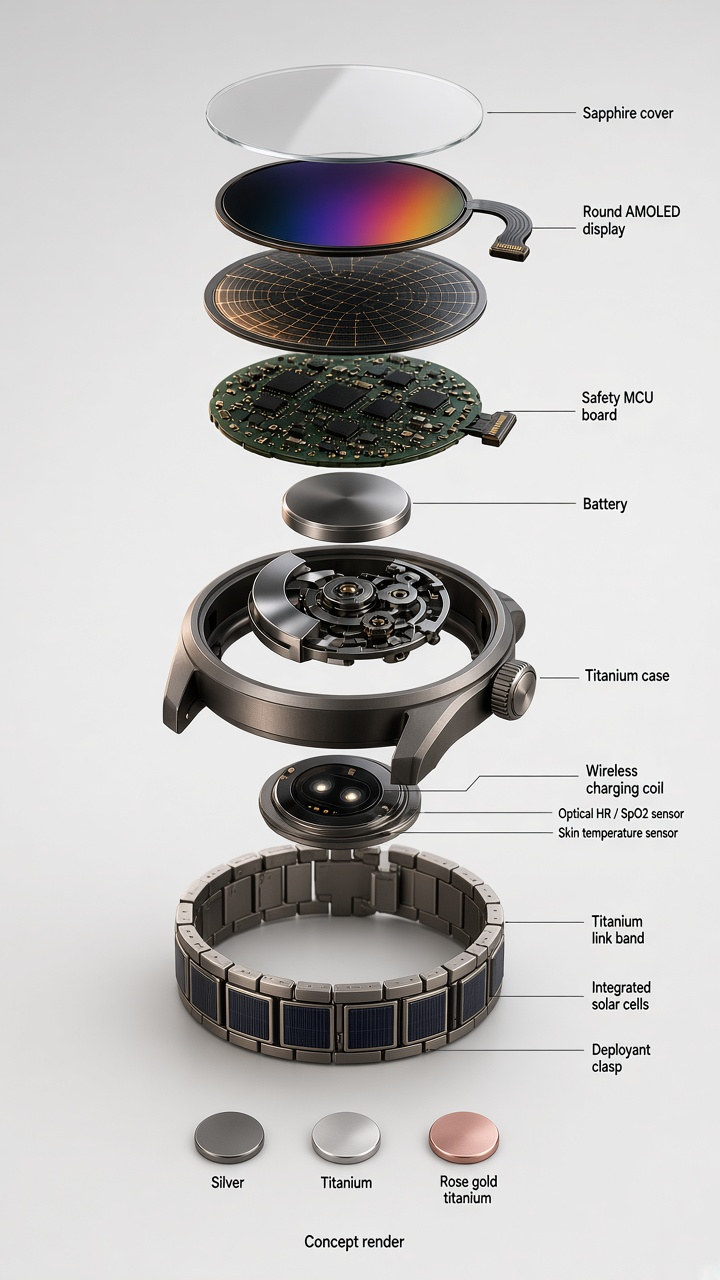 Sapphire cover
Round AMOLED
display
Safety MCU
board
Battery
Titanium case
Wireless
charging coil
Optical HR / SpO2 sensor
Skin temperature sensor
Titanium
link band
Integrated
solar cells
Deployant
clasp
Silver
Titanium
Rose gold
titanium
Concept render